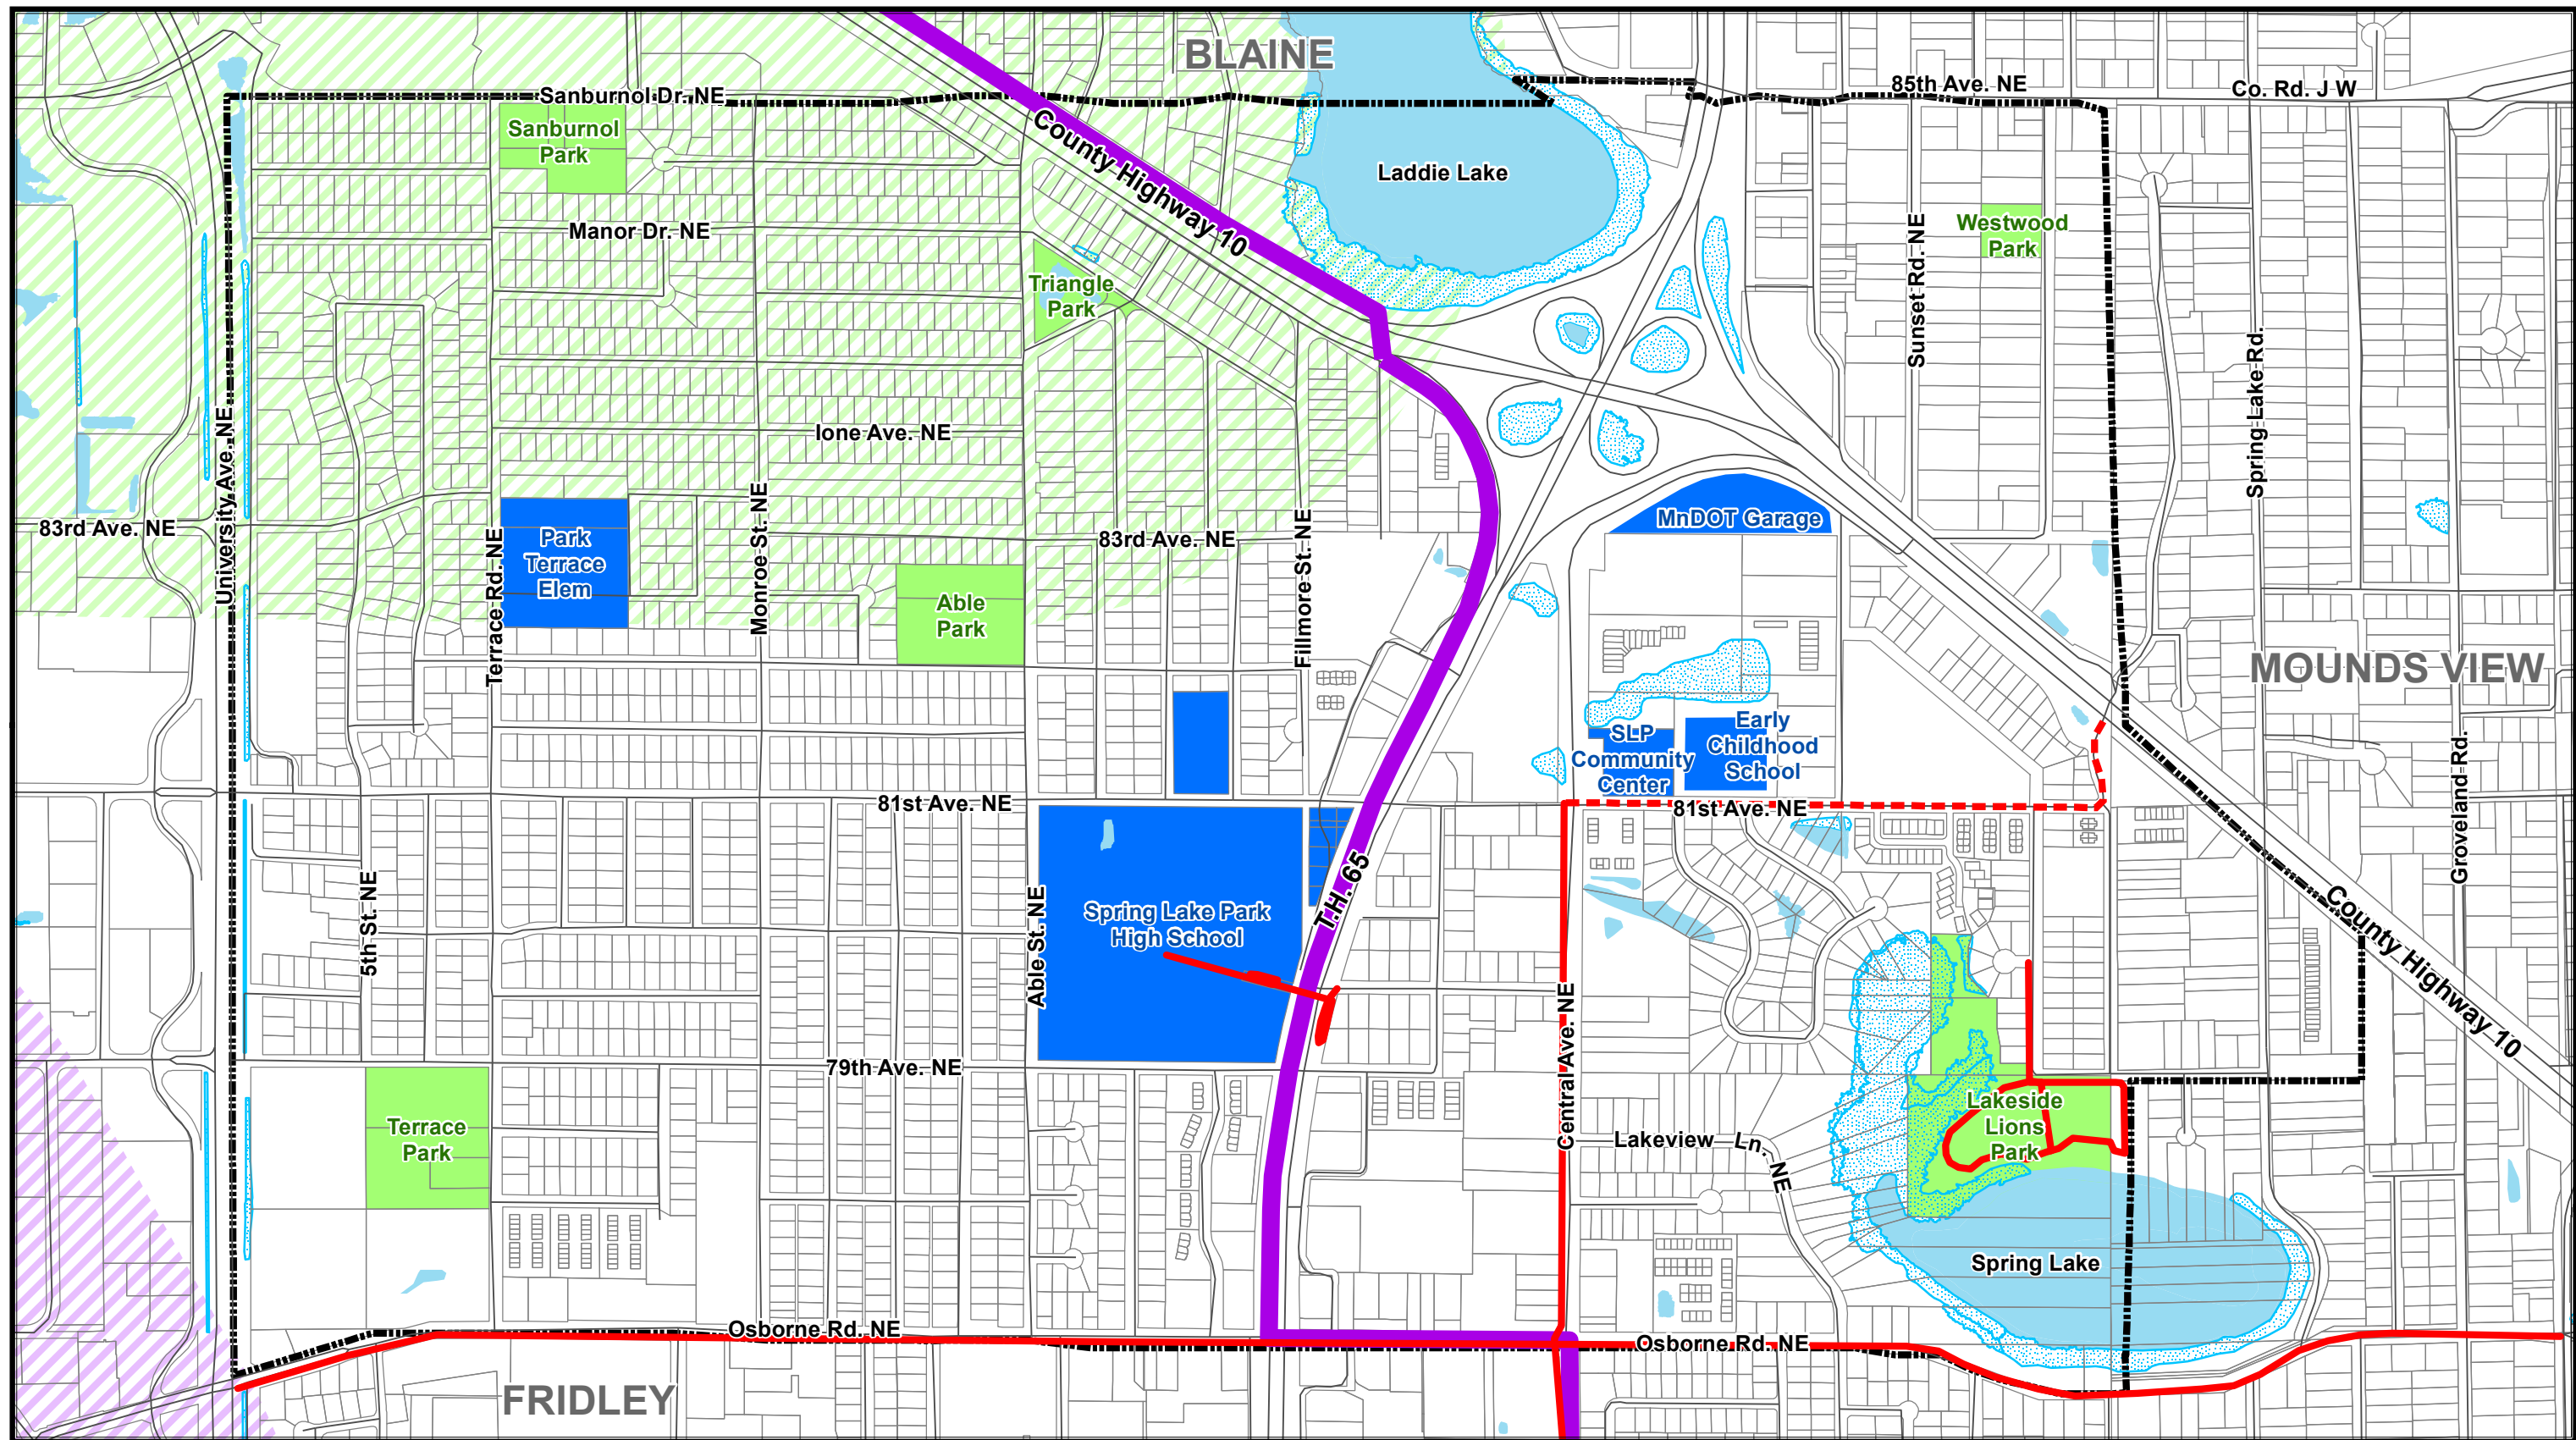 BLAINE
Sanburnol Dr. NE
85th Ave. NE
Co. Rd. J W
Sanburnol
Park
County Highway 10
Laddie Lake
Manor Dr. NE
Westwood
Park
Triangle
Park
Sunset Rd. NE
Spring Lake Rd.
Ione Ave. NE
University Ave. NE
83rd Ave. NE
Terrace Rd. NE
Park
Terrace
Elem
Monroe St. NE
83rd Ave. NE
Fillmore St. NE
MnDOT Garage
Able
Park
MOUNDS VIEW
SLP
Community
Center
Early
Childhood
School
Groveland Rd.
81st Ave. NE
81st Ave. NE
T.H. 65
5th St. NE
Able St. NE
Spring Lake Park
High School
County Highway 10
Central Ave. NE
79th Ave. NE
Terrace
Park
Lakeside
Lions
Park
Lakeview Ln. NE
Spring Lake
Osborne Rd. NE
Osborne Rd. NE
FRIDLEY